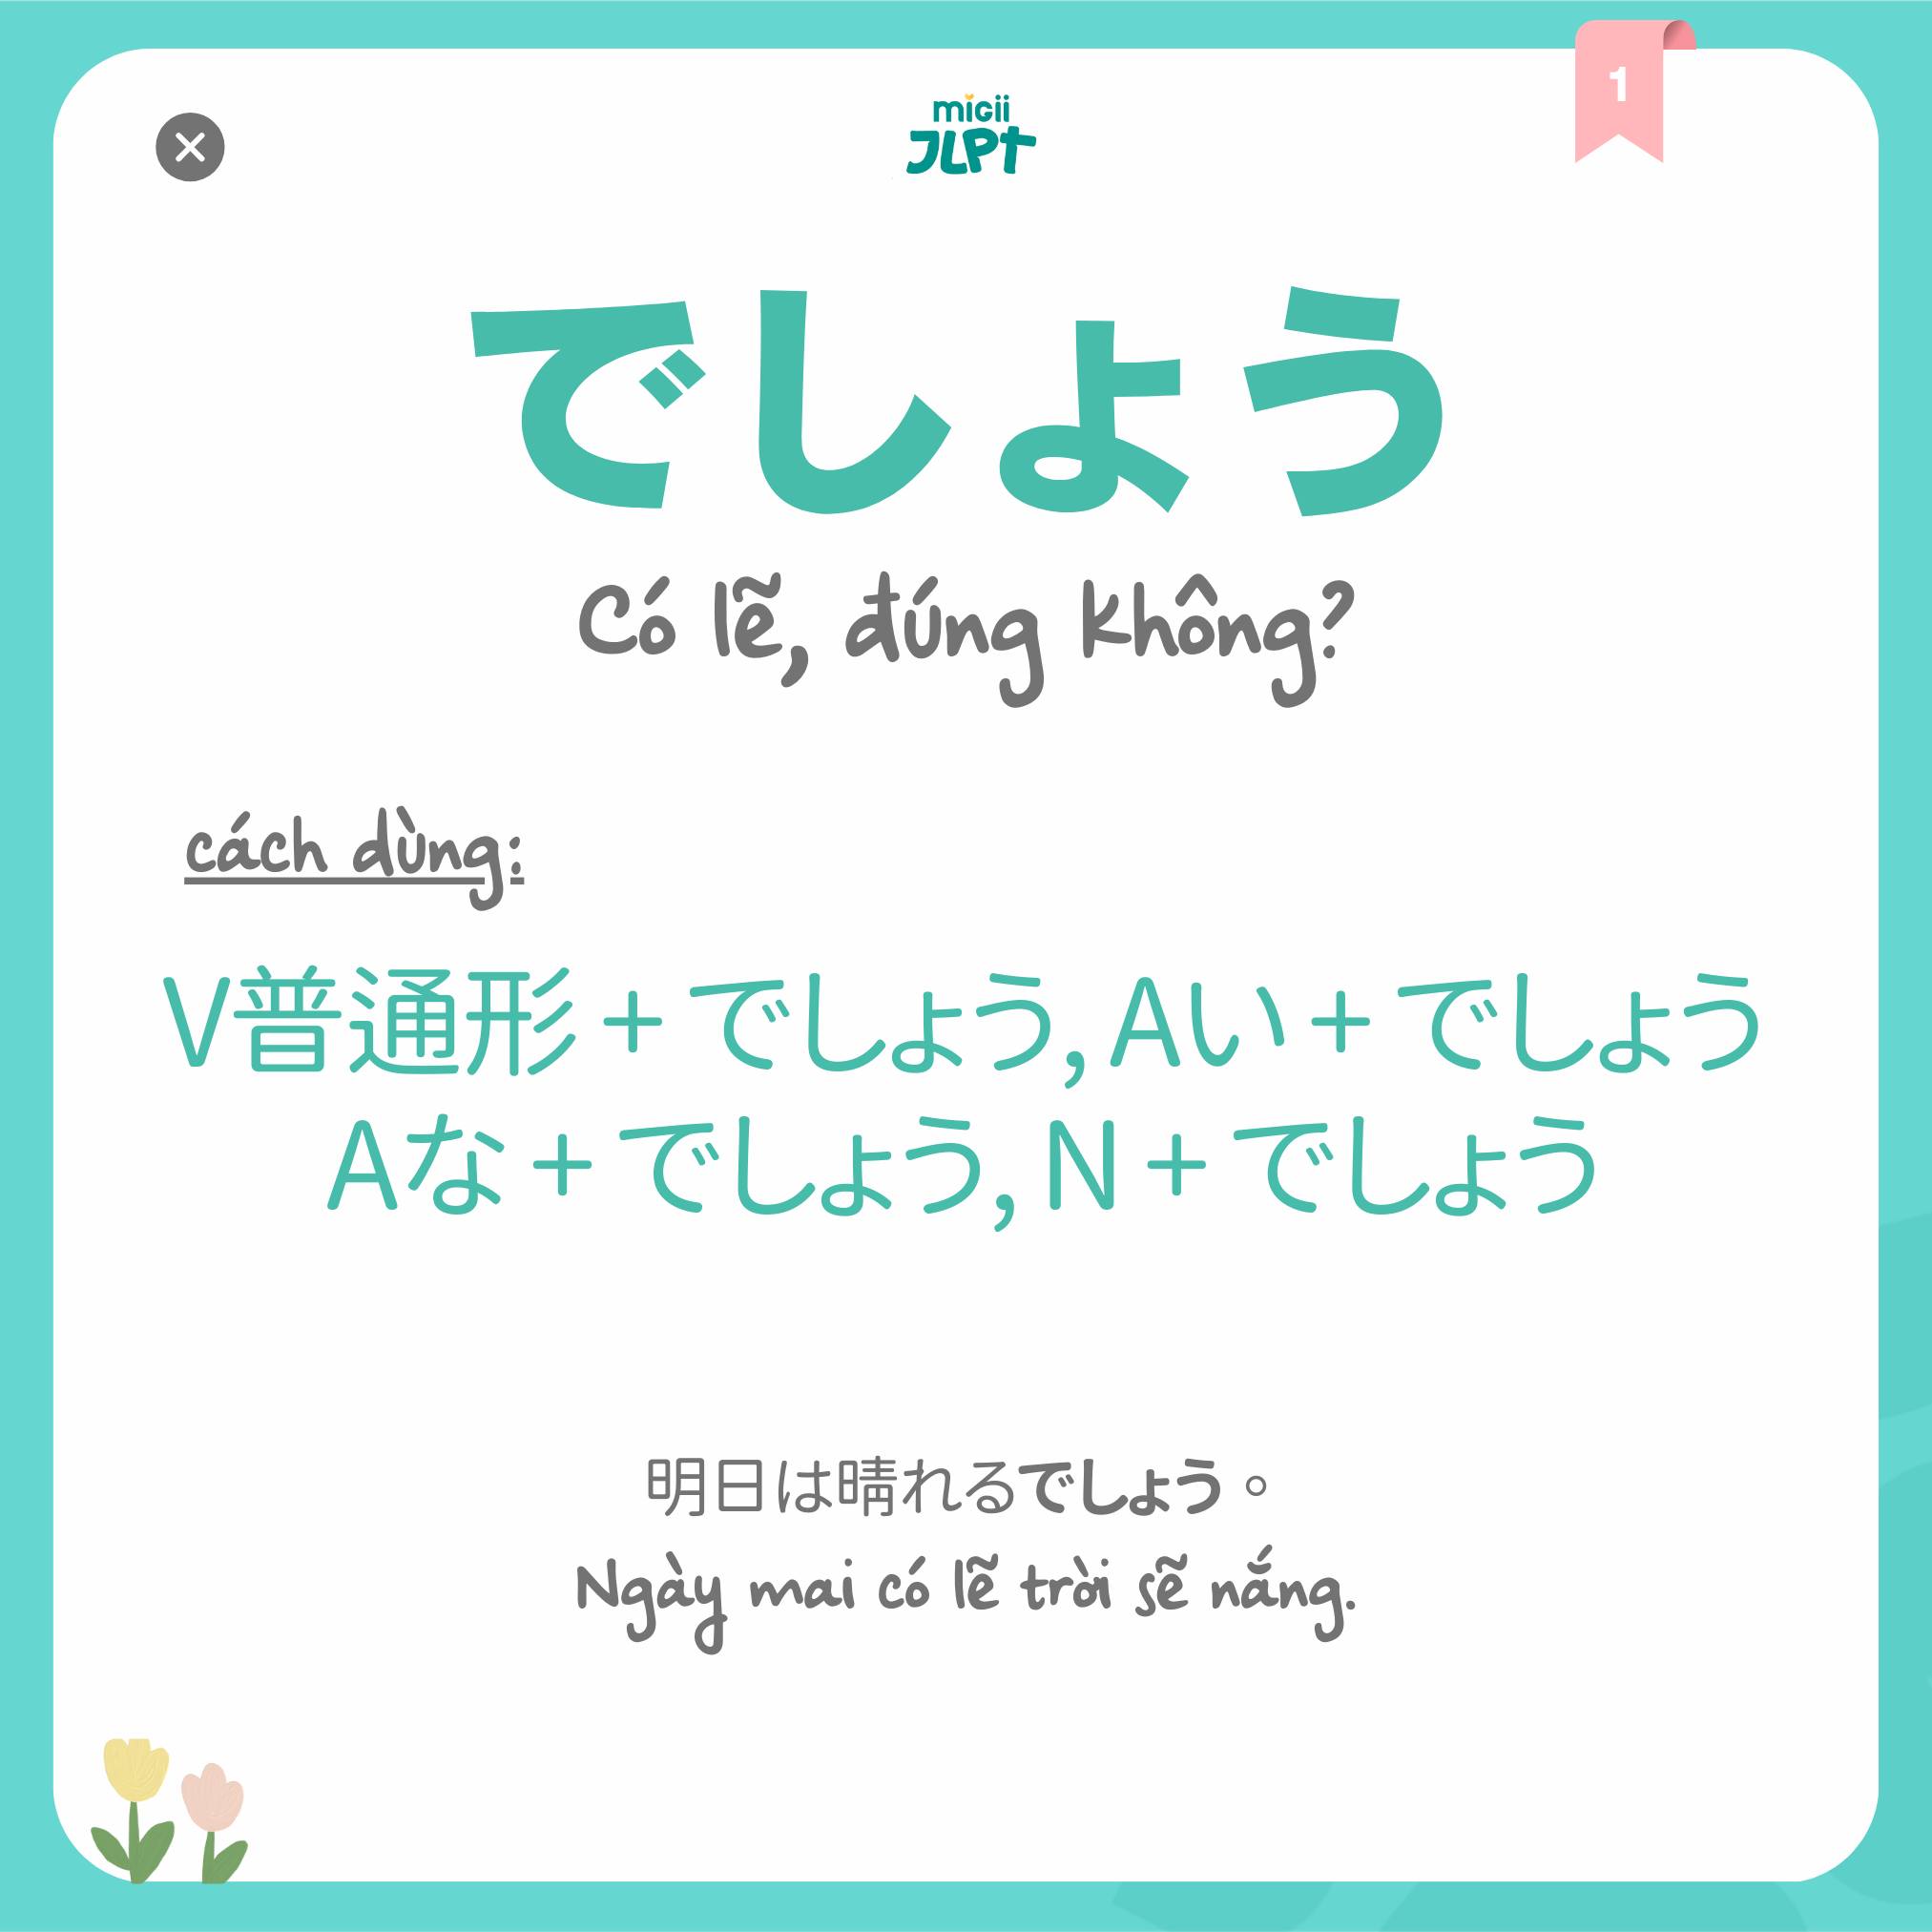 1
migii
JLPT
でしょう
Có lẽ, đúng không?
cách dùng:
V普通形 + でしょう, Aい + でしょう
Aな + でしょう, N + でしょう
明日は晴れるでしょう。
Ngày mai có lẽ trời sẽ nắng.